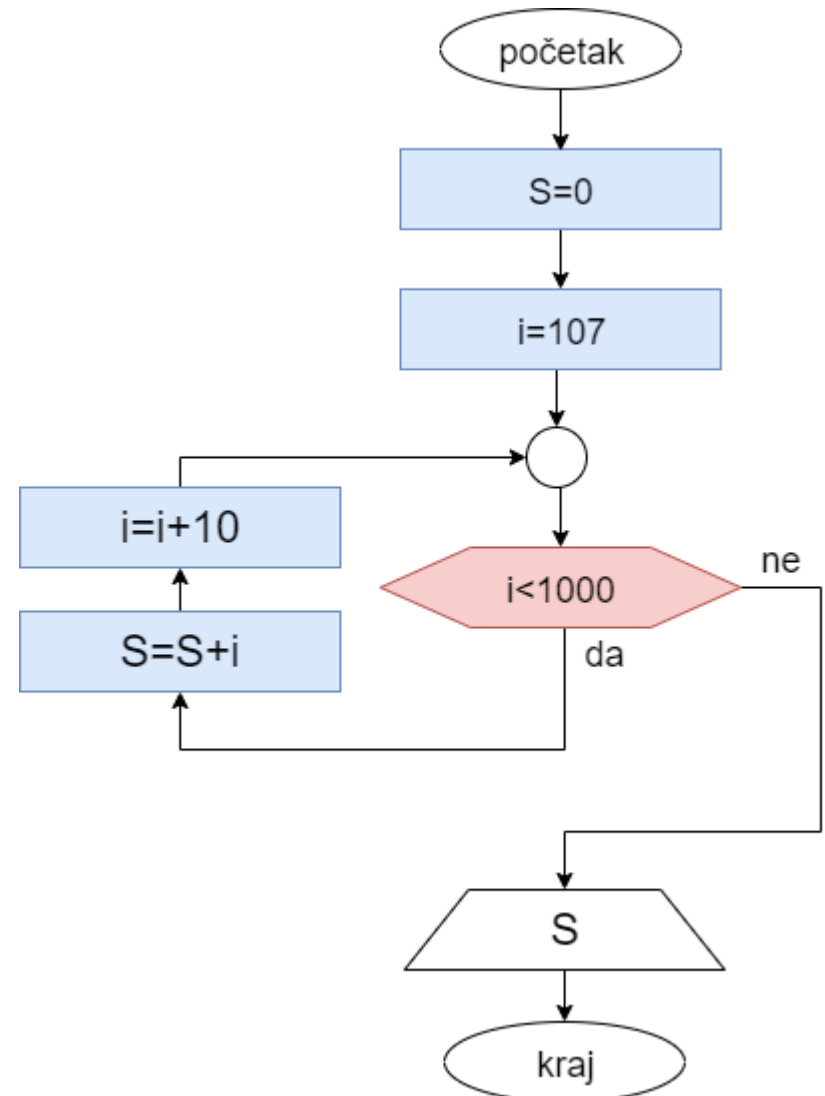 početak
S=0
i=107
i=i+10
i<1000
ne
S=S+i
da
S
kraj